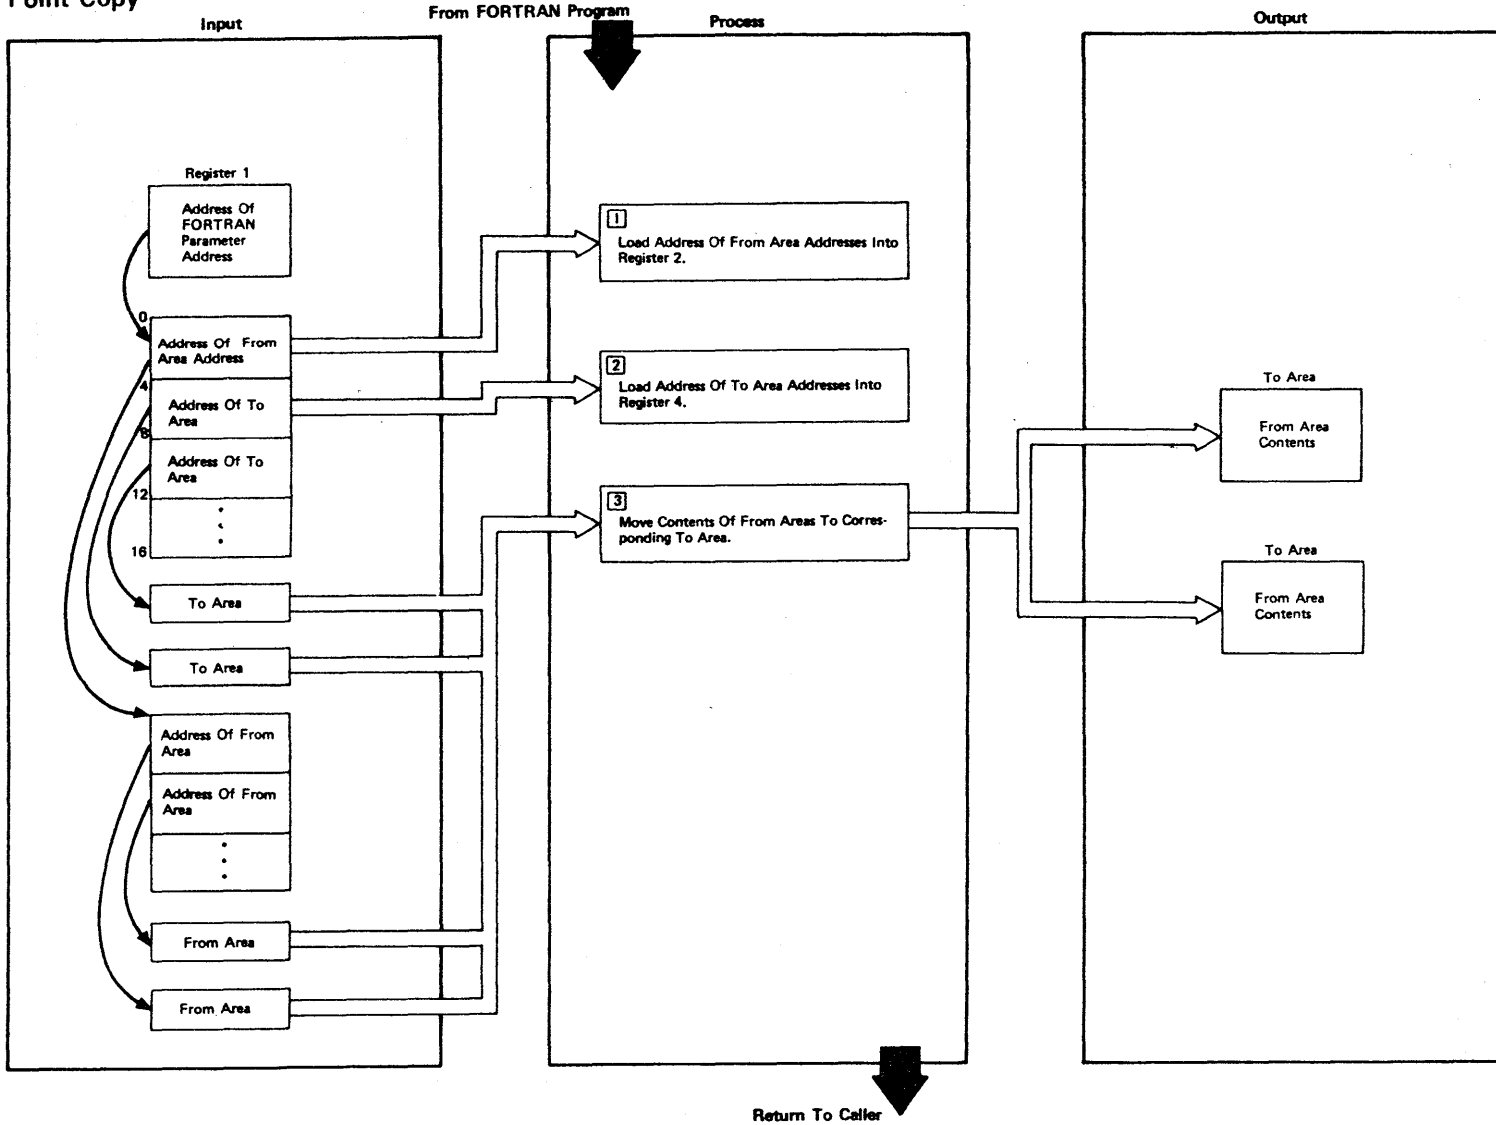 Point Copy
Input
From FORTRAN Program
Process
Output
Register 1
Address Of
FORTRAN
Parameter
Address
0
Address Of From
Area Address
4
Address Of To
Area
8
Address Of To
Area
12
16
To Area
To Area
Address Of From
Area
Address Of From
Area
From Area
From Area
1
Load Address Of From Area Addresses Into
Register 2.
2
Load Address Of To Area Addresses Into
Register 4.
3
Move Contents Of From Areas To Corres-
ponding To Area.
To Area
From Area
Contents
To Area
From Area
Contents
Return To Caller